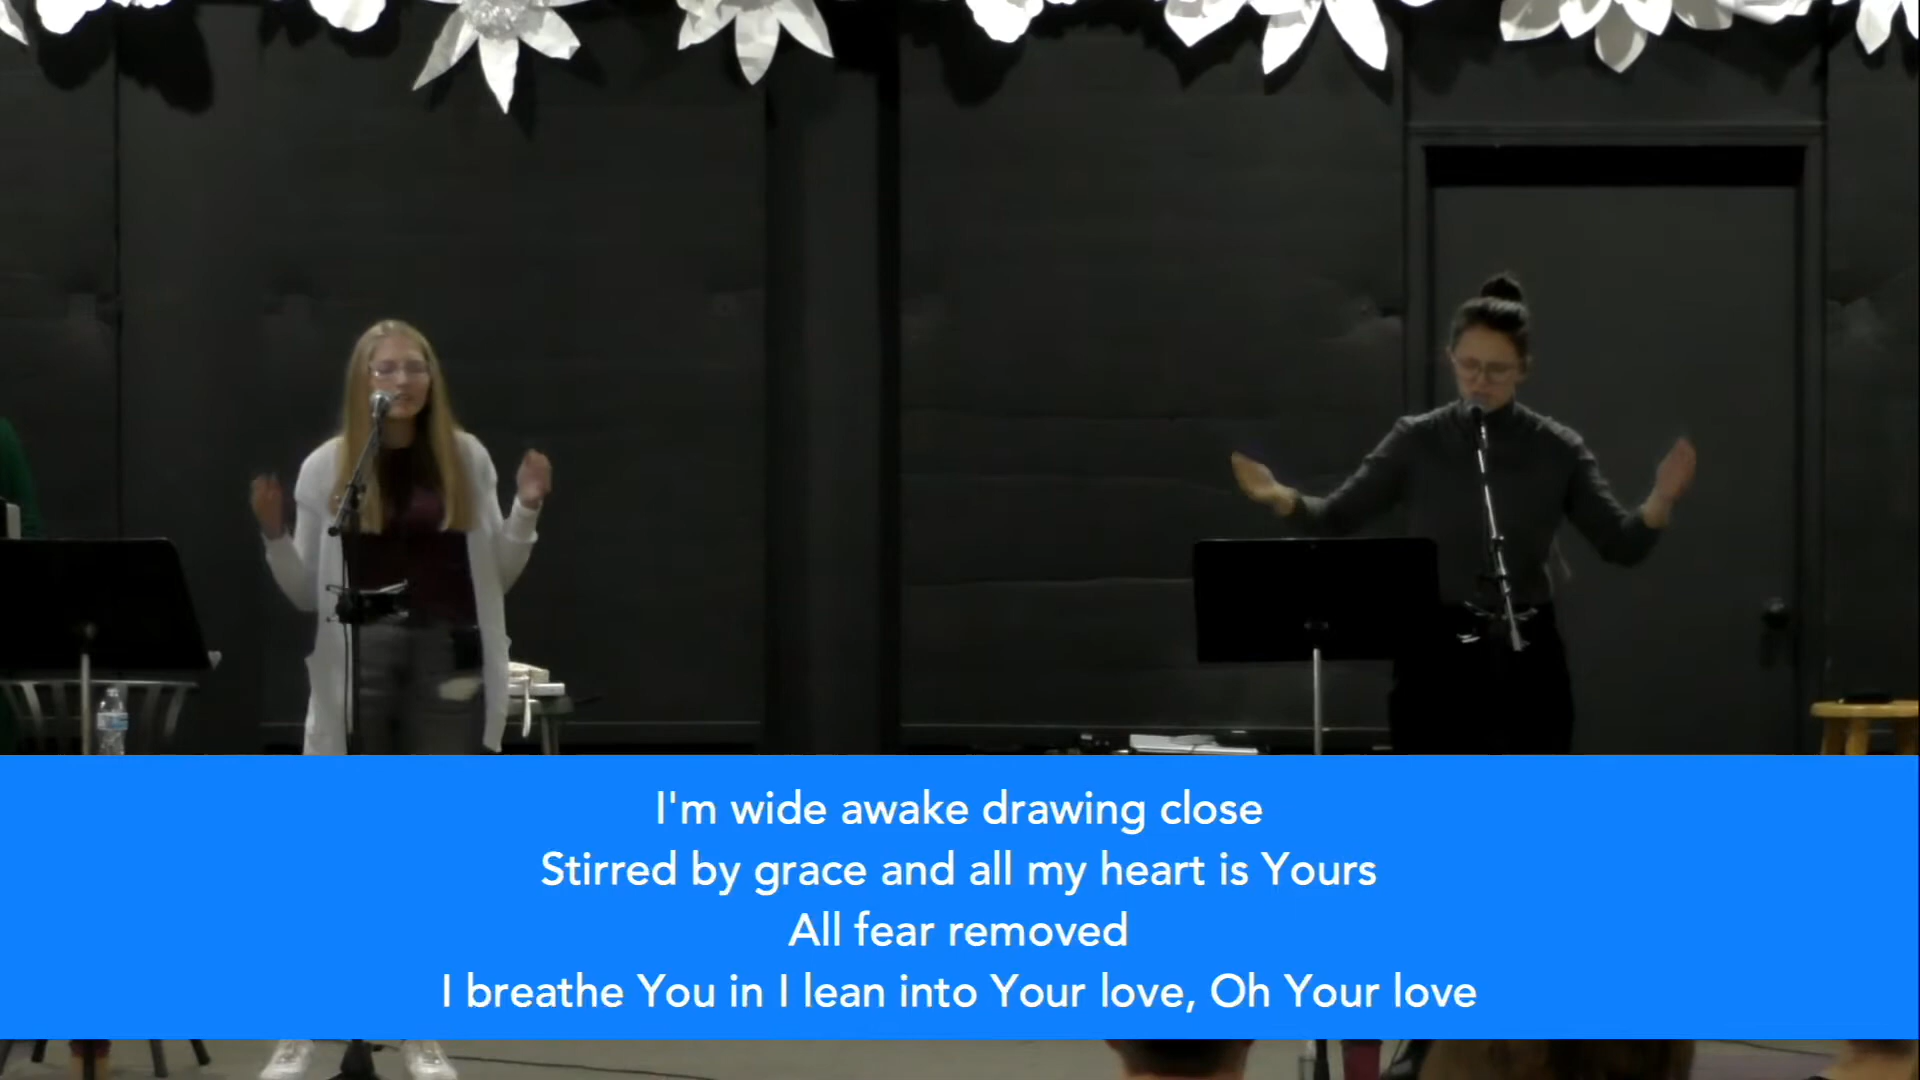 I'm wide awake drawing close
Stirred by grace and all my heart is Yours
All fear removed
I breathe You in I lean into Your love, Oh Your love